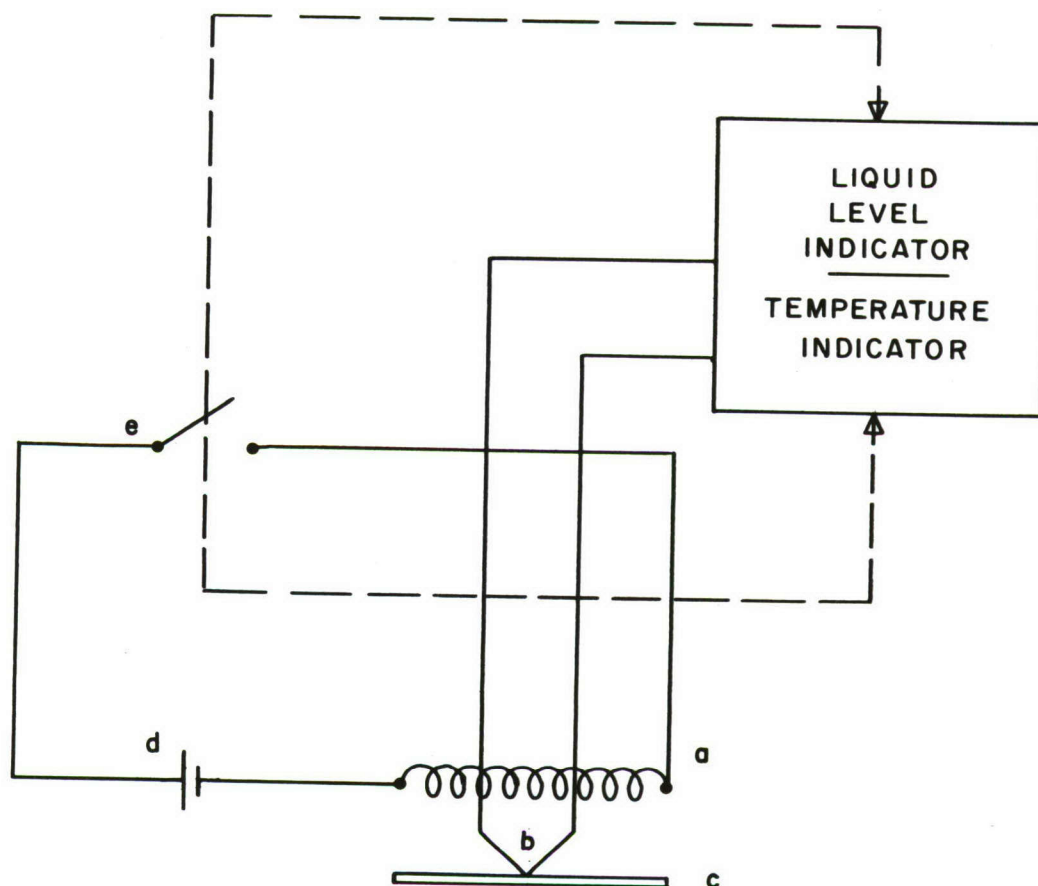 LIQUID
LEVEL
INDICATOR
TEMPERATURE
INDICATOR
e
d
a
b
c